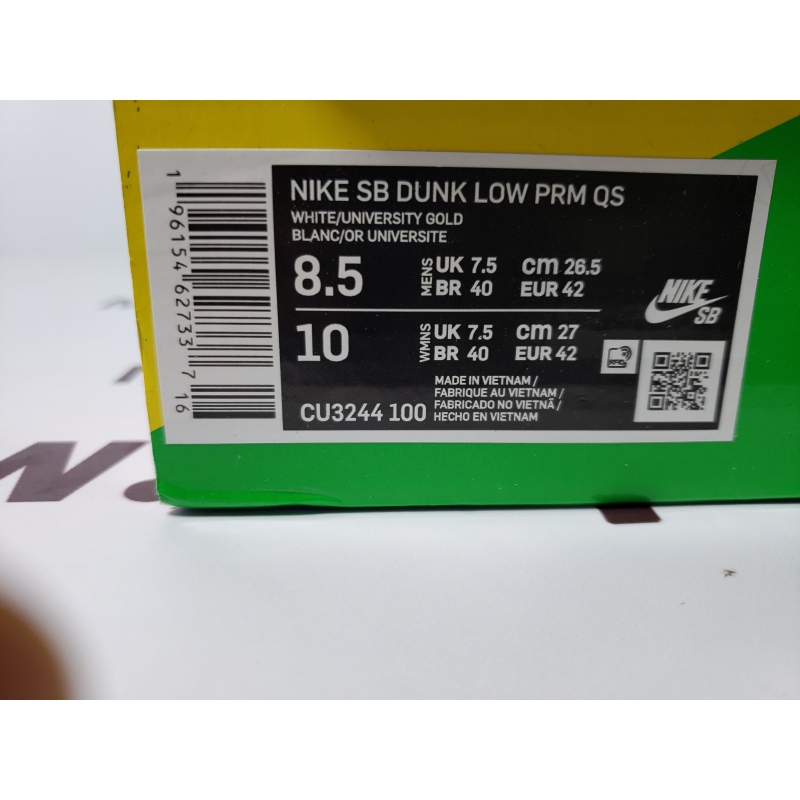 1 96154 62733 7 16
NIKE SB DUNK LOW PRM QS
WHITE/UNIVERSITY GOLD
BLANC/OR UNIVERSITE
8.5 MENS UK 7.5 cm 26.5
BR 40 EUR 42
10 WMNS UK 7.5 cm 27
BR 40 EUR 42
NIKE
SB
MADE IN VIETNAM /
FABRIQUE AU VIETNAM /
FABRICADO NO VIETNÃ /
HECHO EN VIETNAM
CU3244 100